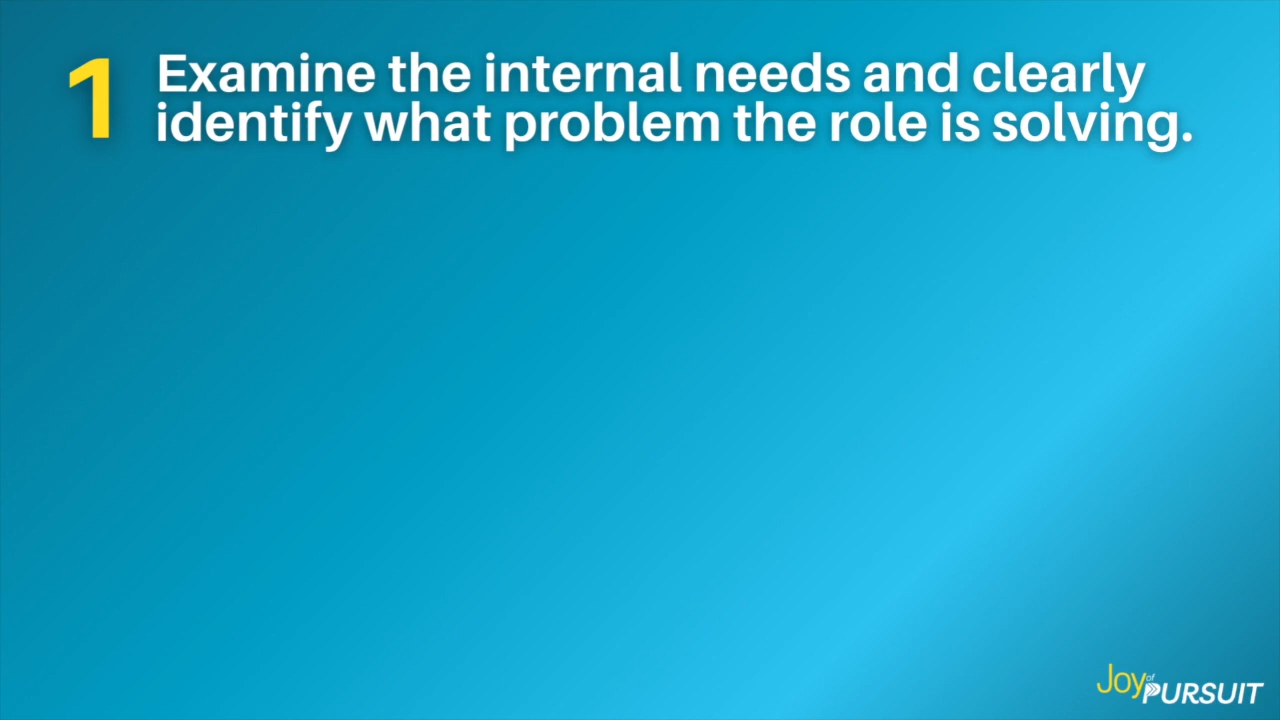 1 Examine the internal needs and clearly
identify what problem the role is solving.
Joy of PURSUIT